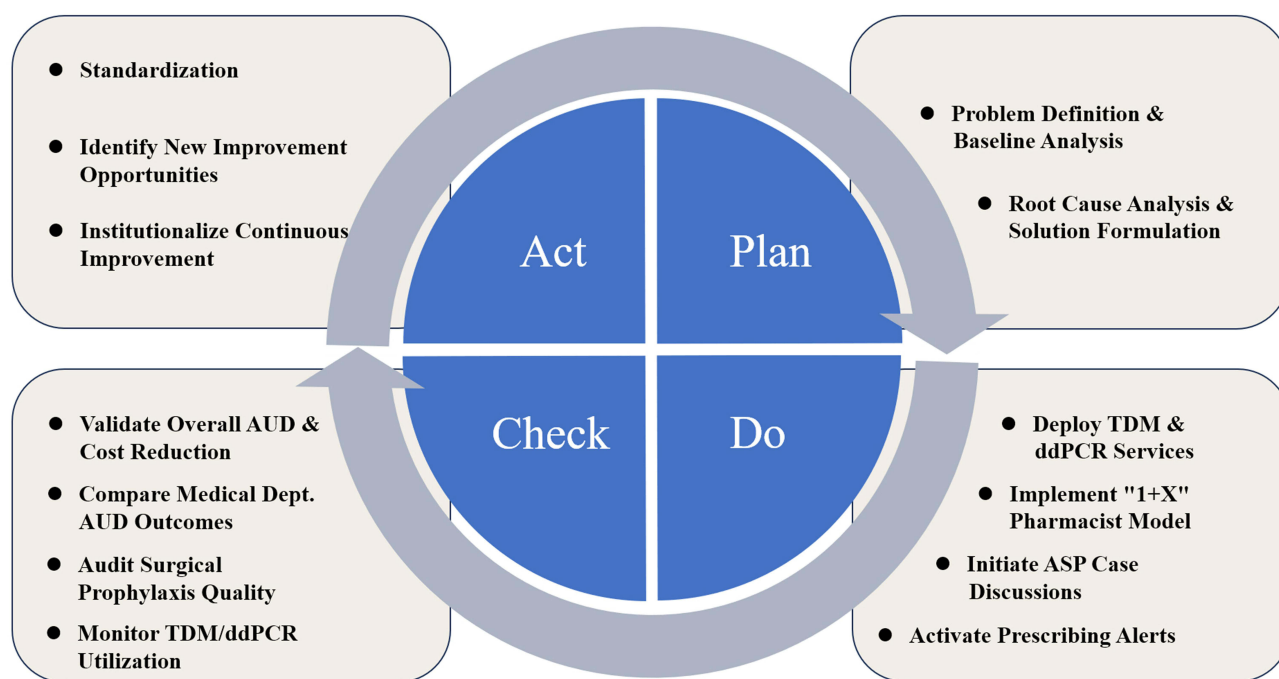 ● Standardization
● Identify New Improvement
Opportunities
● Institutionalize Continuous
Improvement
Act
Plan
● Problem Definition &
Baseline Analysis
● Root Cause Analysis &
Solution Formulation
● Validate Overall AUD &
Cost Reduction
● Compare Medical Dept.
AUD Outcomes
● Audit Surgical
Prophylaxis Quality
● Monitor TDM/ddPCR
Utilization
Check
Do
● Deploy TDM &
ddPCR Services
● Implement "1+X"
Pharmacist Model
● Initiate ASP Case
Discussions
● Activate Prescribing Alerts